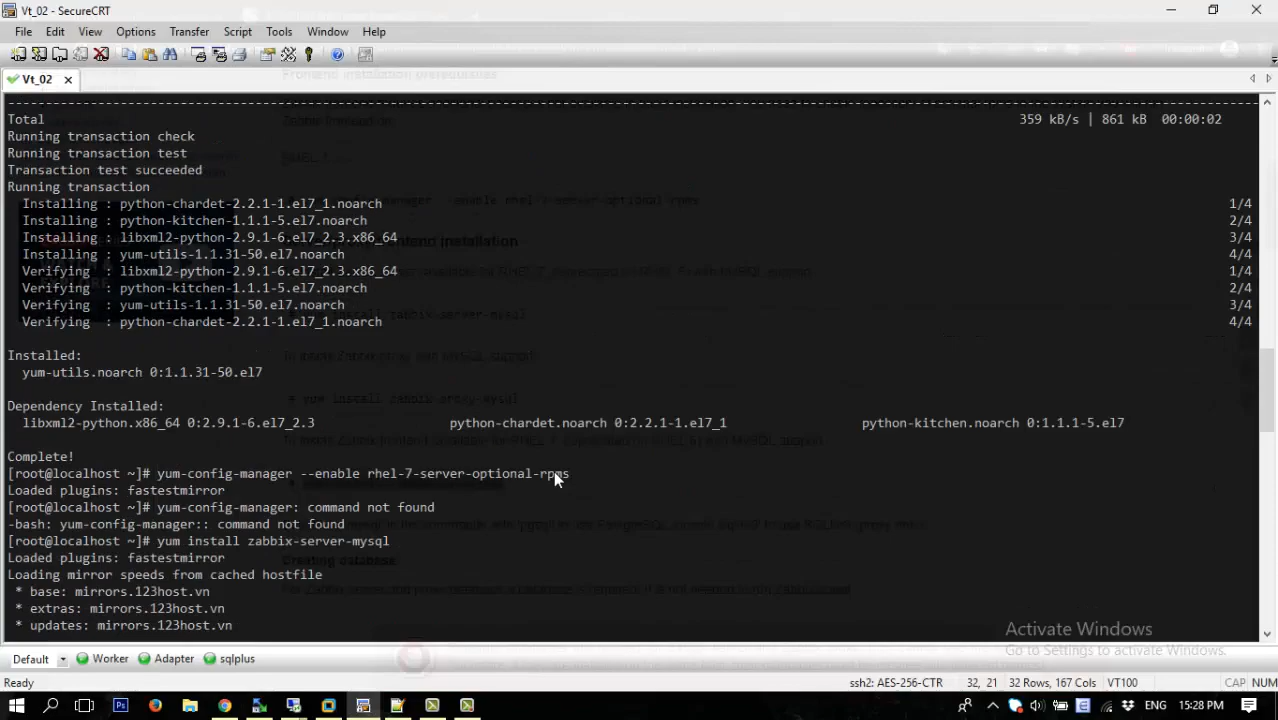 Vt_02 - SecureCRT
File Edit View Options Transfer Script Tools Window Help
Vt_02
Total 359 kB/s | 861 kB 00:00:02
Running transaction check
Running transaction test
Transaction test succeeded
Running transaction
Installing : python-chardet-2.2.1-1.el7_1.noarch 1/4
Installing : python-kitchen-1.1.1-5.el7.noarch 2/4
Installing : libxml2-python-2.9.1-6.el7_2.3.x86_64 3/4
Installing : yum-utils-1.1.31-50.el7.noarch 4/4
Verifying : libxml2-python-2.9.1-6.el7_2.3.x86_64 1/4
Verifying : python-kitchen-1.1.1-5.el7.noarch 2/4
Verifying : yum-utils-1.1.31-50.el7.noarch 3/4
Verifying : python-chardet-2.2.1-1.el7_1.noarch 4/4
Installed:
yum-utils.noarch 0:1.1.31-50.el7
Dependency Installed:
libxml2-python.x86_64 0:2.9.1-6.el7_2.3 python-chardet.noarch 0:2.2.1-1.el7_1 python-kitchen.noarch 0:1.1.1-5.el7
Complete!
[root@localhost ~]# yum-config-manager --enable rhel-7-server-optional-rpms
Loaded plugins: fastestmirror
[root@localhost ~]# yum-config-manager: command not found
-bash: yum-config-manager:: command not found
[root@localhost ~]# yum install zabbix-server-mysql
Loaded plugins: fastestmirror
Loading mirror speeds from cached hostfile
* base: mirrors.123host.vn
* extras: mirrors.123host.vn
* updates: mirrors.123host.vn
Activate Windows
Go to Settings to activate Windows.
Default Worker Adapter sqlplus
Ready ssh2: AES-256-CTR 32, 21 32 Rows, 167 Cols VT100 CAP NUM
15:28 PM